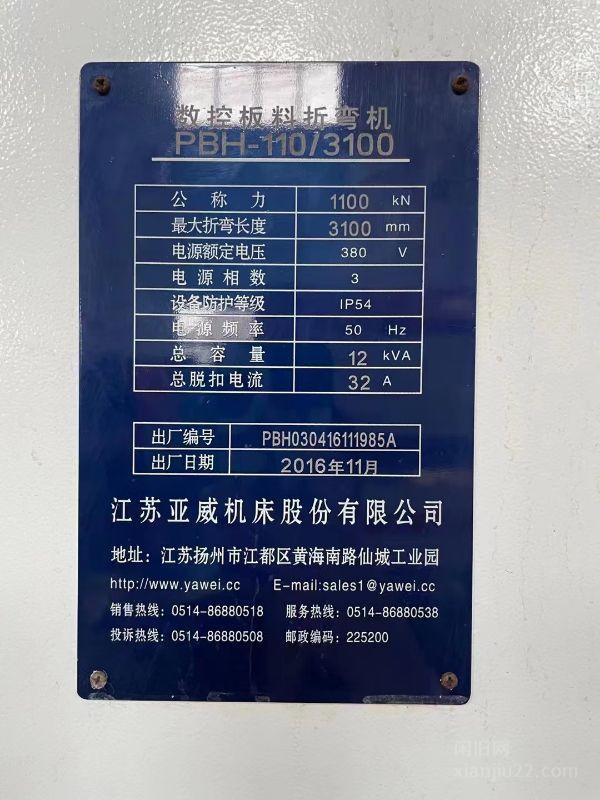 数控板料折弯机
PBH-110/3100
公称力 1100 kN
最大折弯长度 3100 mm
电源额定电压 380 V
电源相数 3
设备防护等级 IP54
电源频率 50 Hz
总容量 12 kVA
总脱扣电流 32 A
出厂编号 PBH030416111985A
出厂日期 2016年11月
江苏亚威机床股份有限公司
地址：江苏扬州市江都区黄海南路仙城工业园
http://www.yawei.cc E-mail:sales1@yawei.cc
销售热线：0514-86880518 服务热线：0514-86880538
投诉热线：0514-86880508 邮政编码：225200
闲旧网
xianjiu22.com